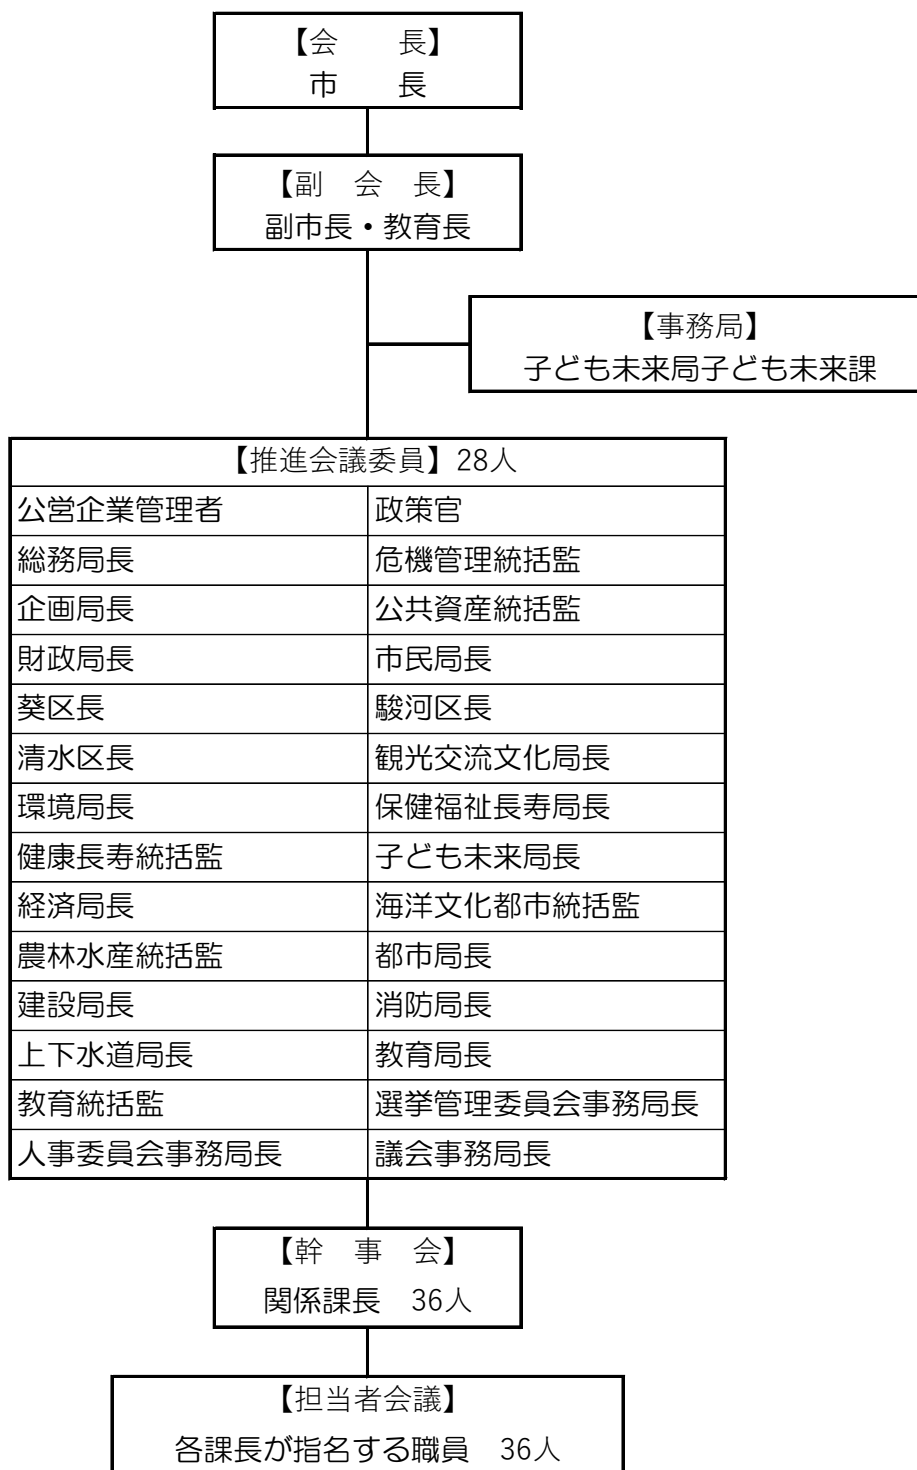 【会　　長】
市　　長
【副　会　長】
副市長・教育長
【事務局】
子ども未来局子ども未来課
【推進会議委員】28人
公営企業管理者　政策官
総務局長　危機管理統括監
企画局長　公共資産統括監
財政局長　市民局長
葵区長　駿河区長
清水区長　観光交流文化局長
環境局長　保健福祉長寿局長
健康長寿統括監　子ども未来局長
経済局長　海洋文化都市統括監
農林水産統括監　都市局長
建設局長　消防局長
上下水道局長　教育局長
教育統括監　選挙管理委員会事務局長
人事委員会事務局長　議会事務局長
【幹　事　会】
関係課長　36人
【担当者会議】
各課長が指名する職員　36人